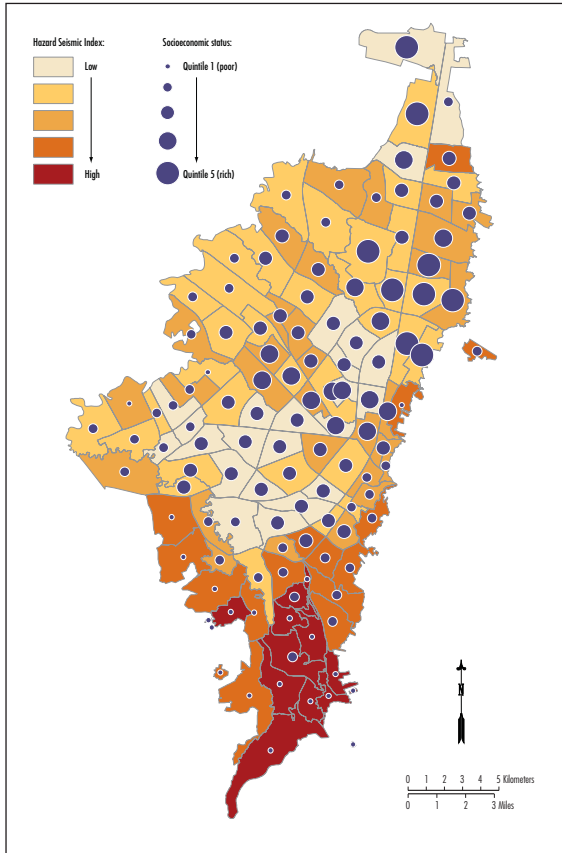 Hazard Seismic Index:
Low
High
Socioeconomic status:
Quintile 1 (poor)
Quintile 5 (rich)
N
0 1 2 3 4 5 Kilometers
0 1 2 3 Miles